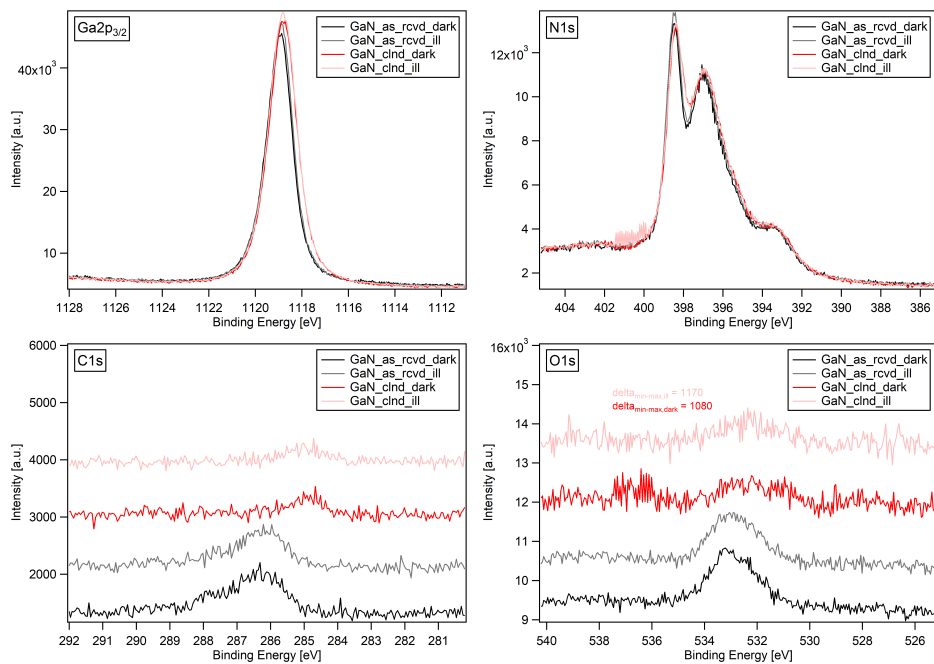 Ga2p3/2
GaN_as_rcvd_dark
GaN_as_rcvd_ill
GaN_clnd_dark
GaN_clnd_ill
40x10³
30
20
10
Intensity [a.u.]
1128 1126 1124 1122 1120 1118 1116 1114 1112
Binding Energy [eV]
N1s
GaN_as_rcvd_dark
GaN_as_rcvd_ill
GaN_clnd_dark
GaN_clnd_ill
12x10³
10
8
6
4
2
Intensity [a.u.]
404 402 400 398 396 394 392 390 388 386
Binding Energy [eV]
C1s
GaN_as_rcvd_dark
GaN_as_rcvd_ill
GaN_clnd_dark
GaN_clnd_ill
6000
5000
4000
3000
2000
Intensity [a.u.]
292 291 290 289 288 287 286 285 284 283 282 281
Binding Energy [eV]
O1s
GaN_as_rcvd_dark
GaN_as_rcvd_ill
GaN_clnd_dark
GaN_clnd_ill
delta min-max,ill = 1170
delta min-max,dark = 1080
16x10³
15
14
13
12
11
10
9
Intensity [a.u.]
540 538 536 534 532 530 528 526
Binding Energy [eV]